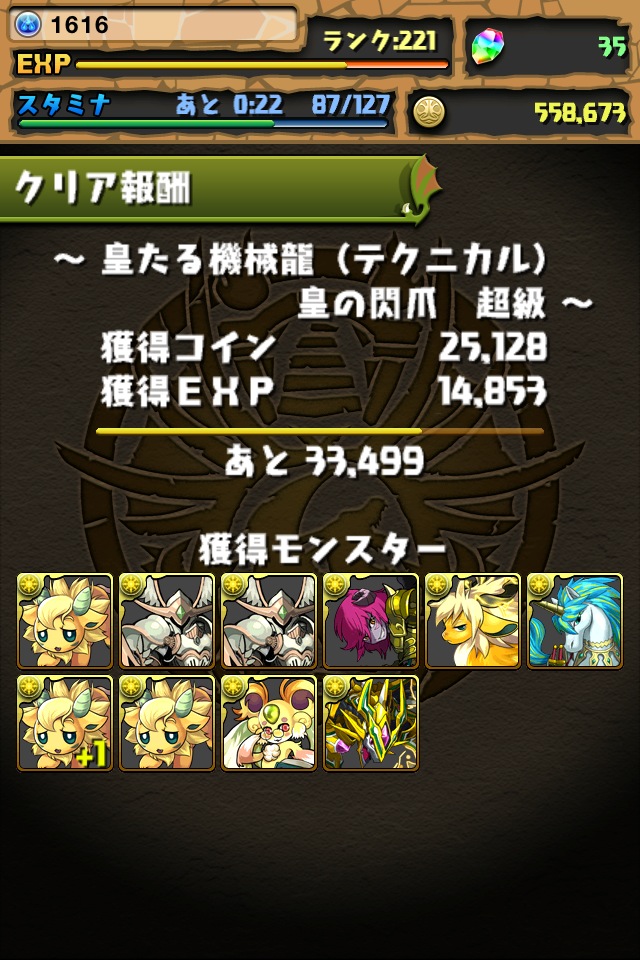 1616
ランク:221
35
EXP
スタミナ あと 0:22 87/127
558,673
クリア報酬
～ 皇たる機械龍（テクニカル）
皇の閃爪 超級 ～
獲得コイン 25,128
獲得EXP 14,853
あと 33,499
獲得モンスター
+1